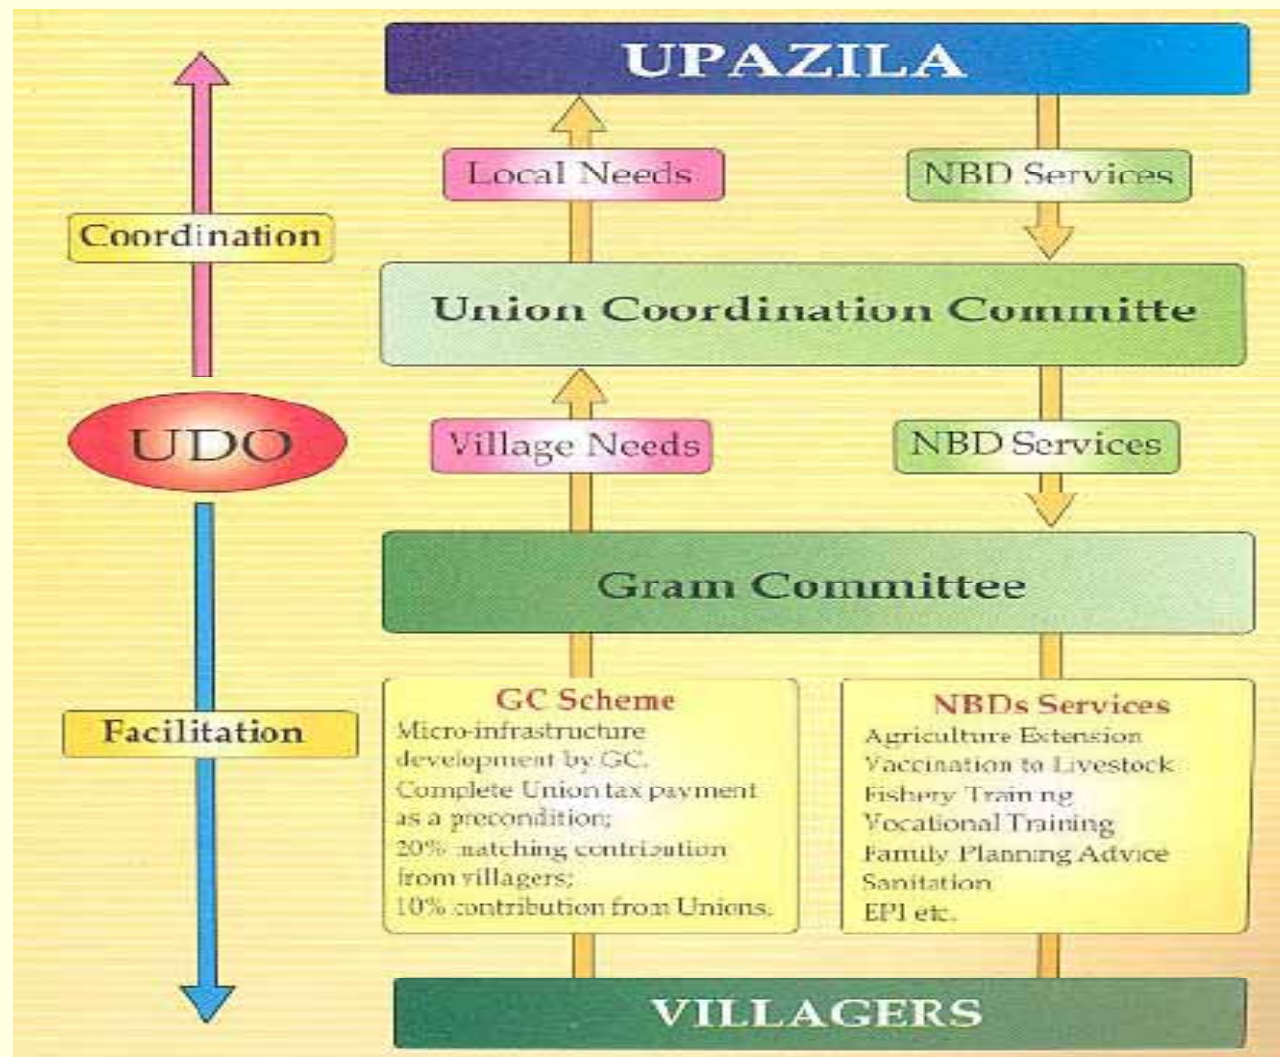 UPAZILA
Local Needs
NBD Services
Coordination
Union Coordination Committe
UDO
Village Needs
NBD Services
Gram Committee
Facilitation
GC Scheme
Micro-infrastructure
development by GC.
Complete Union tax payment
as a precondition;
20% matching contribution
from villagers;
10% contribution from Unions.
NBDs Services
Agriculture Extension
Vaccination to Livestock
Fishery Training
Vocational Training
Family Planning Advice
Sanitation
EPI etc.
VILLAGERS